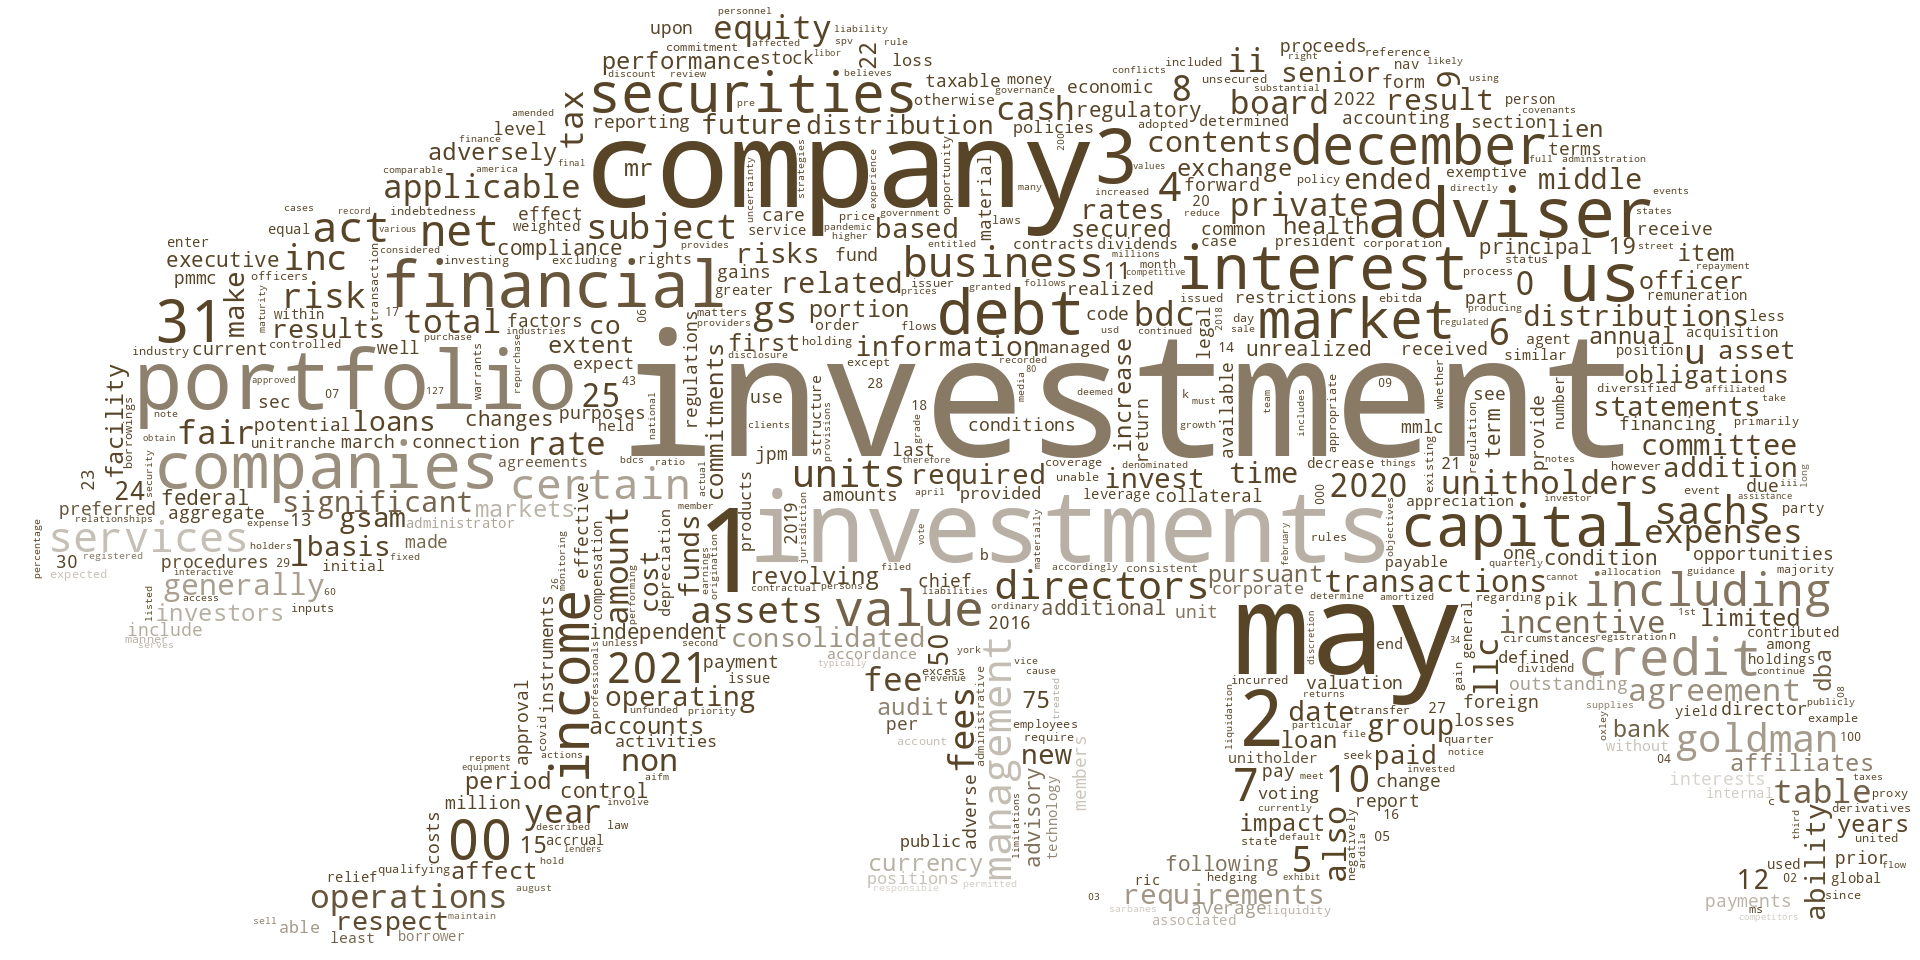 personnel
upon equity liability
commitment affected spv rule
performance stock libor 22 loss
discount review believes
securities
proceeds
right reference
ii included nav likely
conflicts unsecured senior form 9 using
taxable money economic 8 substantial
governance otherwise cash regulatory board 2022 result person
covenants
amended tax reporting pre future distribution policies adopted determined accounting section lien
level finance adversely final
company 3 200 contents december terms
mr strategies experience opportunity material many values exchange full administration
comparable america applicable uncertainty increased 4 forward policy ended exemptive middle
directly events
cases record indebtedness effect care price government laws rates 20 private adviser states
equal act various net weighted subject service pandemic based secured reduce common health receive
enter considered compliance provides higher entitled contracts dividends case president corporation principal 19 street
executive inc transaction investing excluding rights risks fund business millions month interest status us item
pmmc officers financial gains issuer prices granted follows 11 competitive process 0 officer repayment
31 make maturity risk greater related realized issued restrictions ebitda part producing remuneration
within 17 total 90 matters gs portion debt code bdc usd 2018 day market 6 distributions less
results factors co providers order flows continued legal sale regulated agent annual acquisition
industry current controlled well purchase industries extent regulations first holding information managed 14 unrealized received similar position u asset
facility portfolio approved warrants repurchase expect commitments disclosure except recorded 80 increase investment 09 whether diversified affiliated obligations
note sec 07 127 25 43 use 28 media deemed available k team includes appropriate see number statements take
borrowings obtain fair potential loans changes purposes held national clients structure provisions 18 grade conditions return must growth mmlc term provide financing primarily
unitranche march connection rate jpm last therefore coverage denominated decrease things existing regulation notes committee
23 security companies agreements bdcs ratio actual units required unable invest time 21 unitholders however addition
24 federal significant certain amounts april provided leverage collateral 000 2020 appreciation event due iii long
preferred aggregate markets member products 2019 investments objectives investor assistance
relationships expense 13 gsam administrator effective amount jurisdiction vote materially february rules capital sachs party
percentage services holders l made compensation cost funds 1 filed b payable one condition expenses
30 registered procedures 29 basis fixed monitoring depreciation earnings origination revolving chief accordingly consistent pursuant quarterly opportunities
expected interactive initial 26 performing contractual persons liabilities directors corporate transactions cannot allocation guidance majority
generally access 60 income assets value ordinary additional unit determine amortized regarding pik including
listed investors inputs 2016 may 34 incentive 1st limited
include independent consolidated 50 discretion end general circumstances registration n contributed
manner serves instruments professionals unless second accordance york management vice gain llc defined credit among holdings
2021 payment typically excess cause incurred valuation dividend continue dba
issue fee revenue 75 treated returns foreign outstanding agreement 08
approval covid operating unfunded priority audit fees administrative employees 2 date transfer 27 losses supplies yield director publicly
accounts per require liquidation particular file group quarter oxley bank example
activities account new loan seek paid notice without goldman 100
reports actions non members unitholder 04 affiliates
equipment period aifm advisory 7 pay meet 10 change invested interests taxes
million control involve technology voting currently report internal c table proxy
costs year law adverse limitations impact also 16 derivatives
00 described public state default 05 third years united
15 accrual lenders currency negatively ardila
qualifying affect hold following 5 ability prior flow
relief august positions responsible permitted ric hedging exhibit 12 used 02 global
operations 03 requirements payments since
sell respect maintain sarbanes average liquidity ms
able least borrower associated competitors